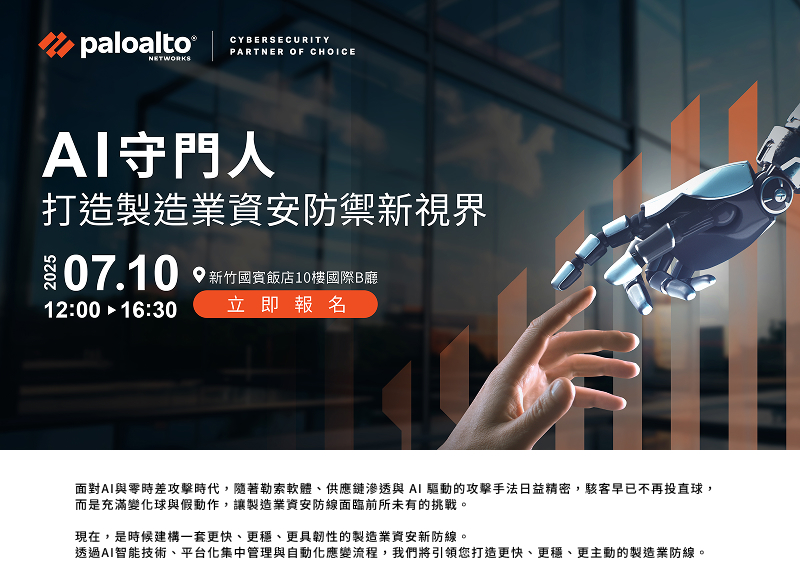 paloalto®
NETWORKS
CYBERSECURITY
PARTNER OF CHOICE
AI守門人
打造製造業資安防禦新視界
2025
07.10
新竹國賓飯店10樓國際B廳
12:00 ▸ 16:30
立即報名
面對AI與零時差攻擊時代，隨著勒索軟體、供應鏈滲透與 AI 驅動的攻擊手法日益精密，駭客早已不再投直球，
而是充滿變化球與假動作，讓製造業資安防線面臨前所未有的挑戰。
現在，是時候建構一套更快、更穩、更具韌性的製造業資安新防線。
透過AI智能技術、平台化集中管理與自動化應變流程，我們將引領您打造更快、更穩、更主動的製造業防線。